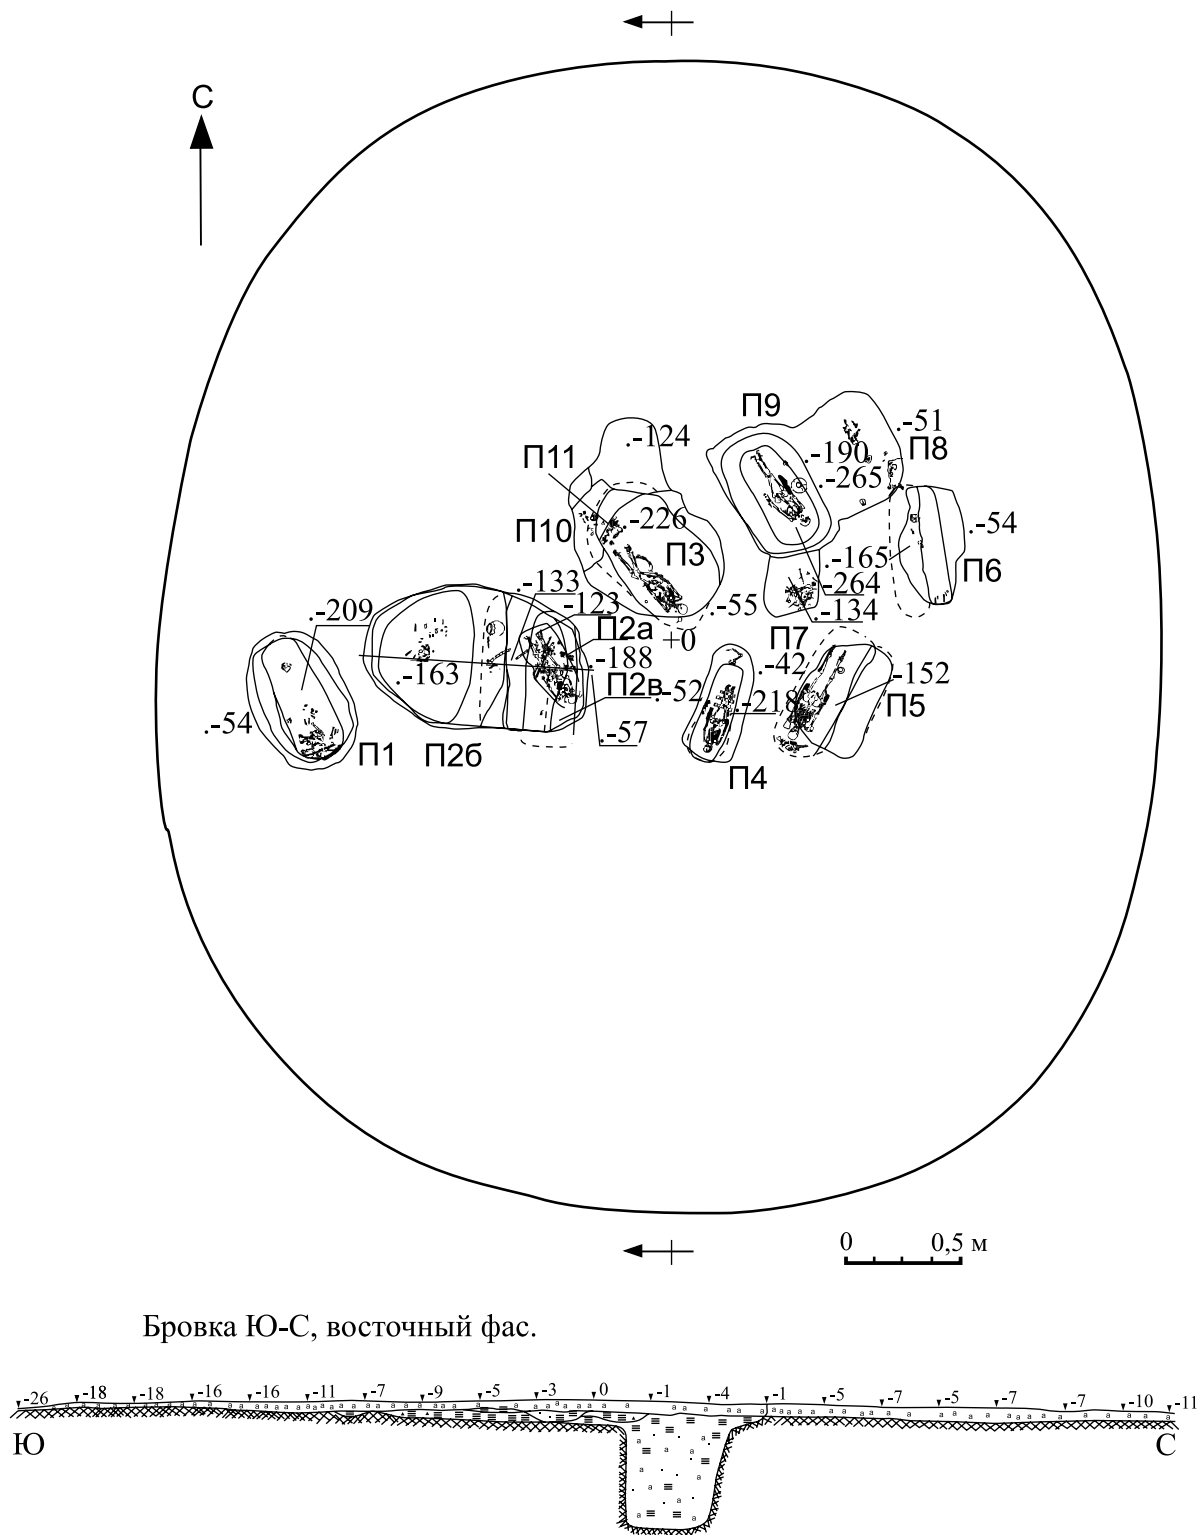 С
П9
.-51
.-124
П8
П11
.-190
.-265
.-226
П10
П3
.-54
.-165
П6
.-133
.-264
.-209
.-123
.-55
.-134
П2а
+0
П7
.-188
-42
.-163
П2в
.-52
-152
.-218
П5
.-54
.-57
П1
П2б
П4
0 0,5 м
Бровка Ю-С, восточный фас.
-26 -18 -18 -16 -16 -11 -7 -9 -5 -3 0 -1 -4 -1 -5 -7 -5 -7 -7 -10 -11
Ю С